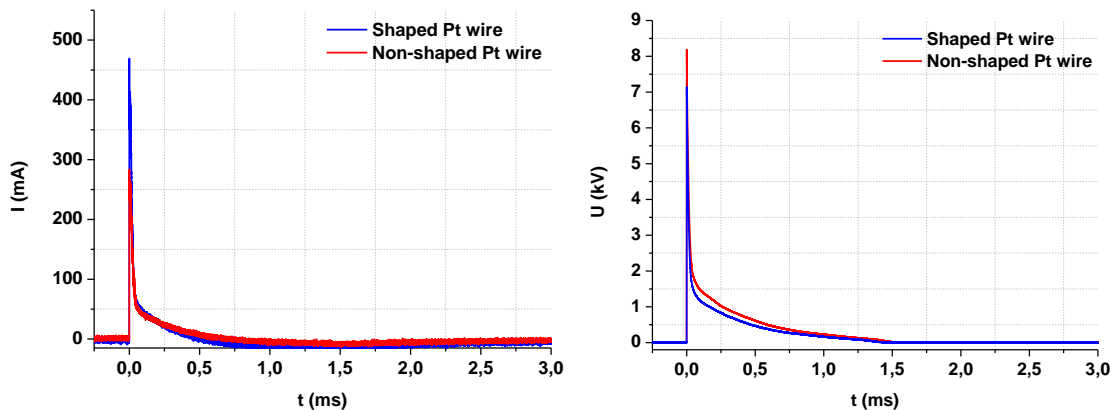 500
400
300
200
100
0
I (mA)
0,0 0,5 1,0 1,5 2,0 2,5 3,0
t (ms)
Shaped Pt wire
Non-shaped Pt wire
9
8
7
6
5
4
3
2
1
0
U (kV)
0,0 0,5 1,0 1,5 2,0 2,5 3,0
t (ms)
Shaped Pt wire
Non-shaped Pt wire